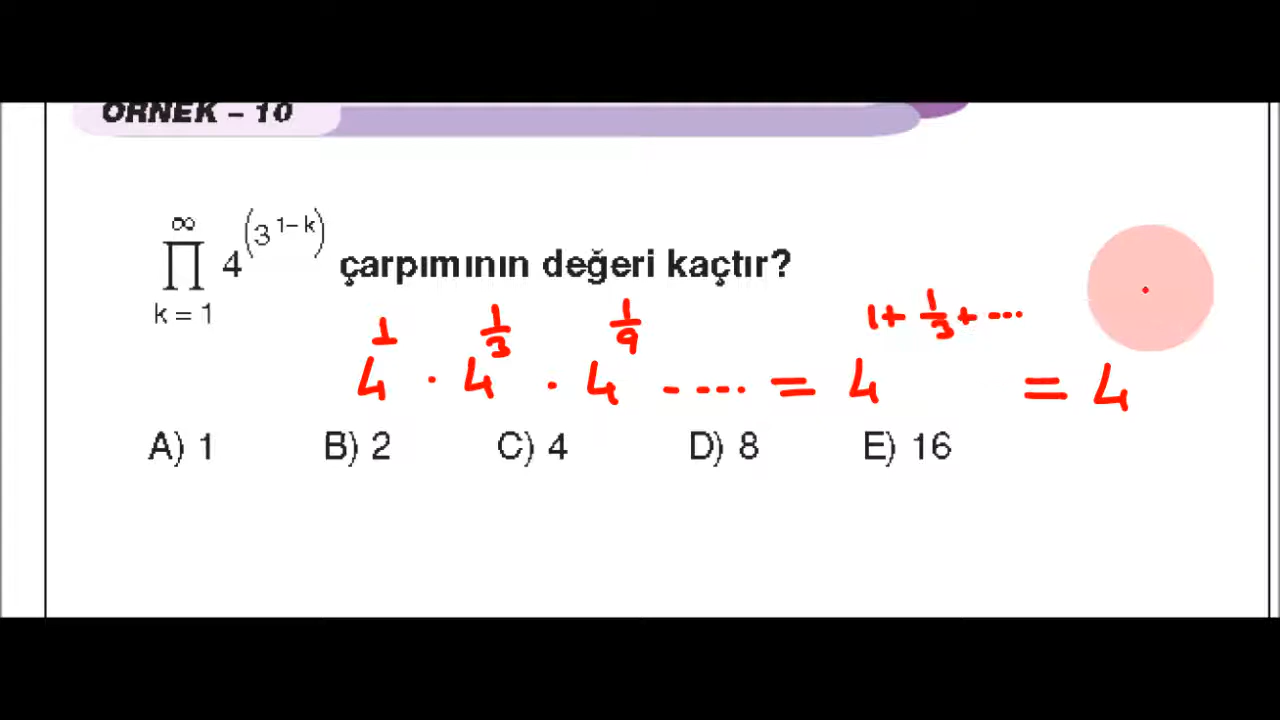 ÖRNEK – 10
∞
∏ 4^(3^{1–k}) çarpımının değeri kaçtır?
k = 1
4^1 · 4^{1/3} · 4^{1/9} ...... = 4^{1 + 1/3 + ...} = 4
A) 1 B) 2 C) 4 D) 8 E) 16